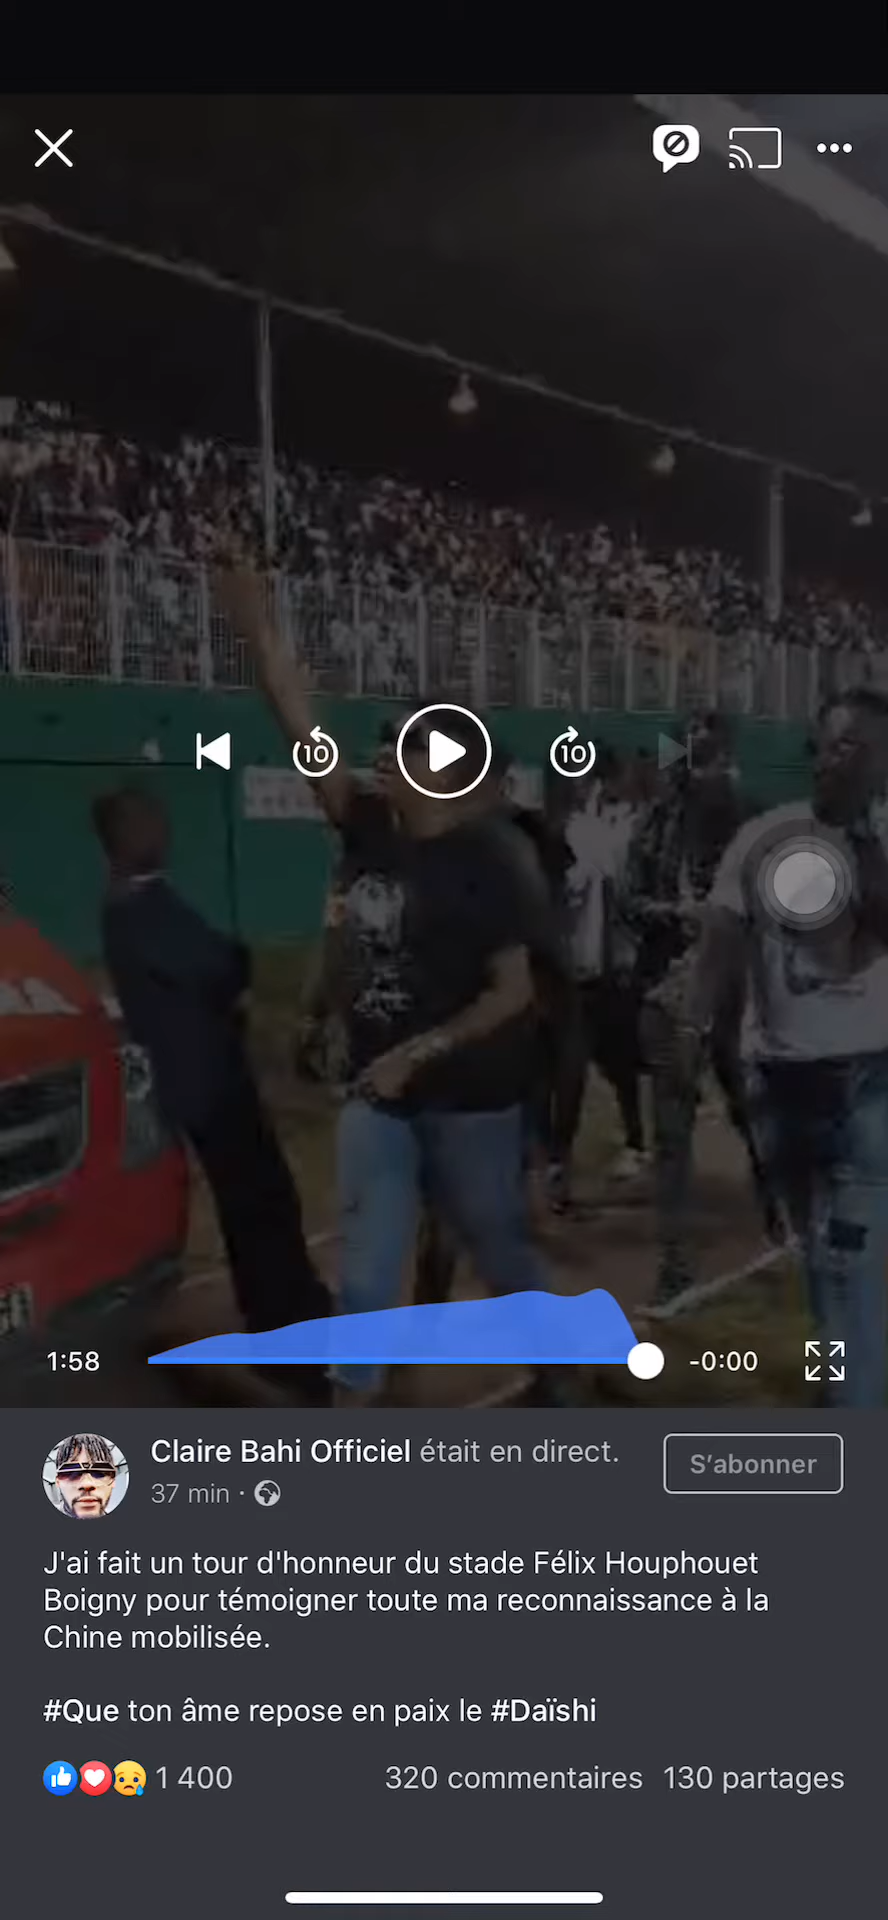 10
10
1:58
-0:00
Claire Bahi Officiel était en direct.
S'abonner
37 min ·
J'ai fait un tour d'honneur du stade Félix Houphouet
Boigny pour témoigner toute ma reconnaissance à la
Chine mobilisée.
#Que ton âme repose en paix le #Daïshi
1 400
320 commentaires
130 partages